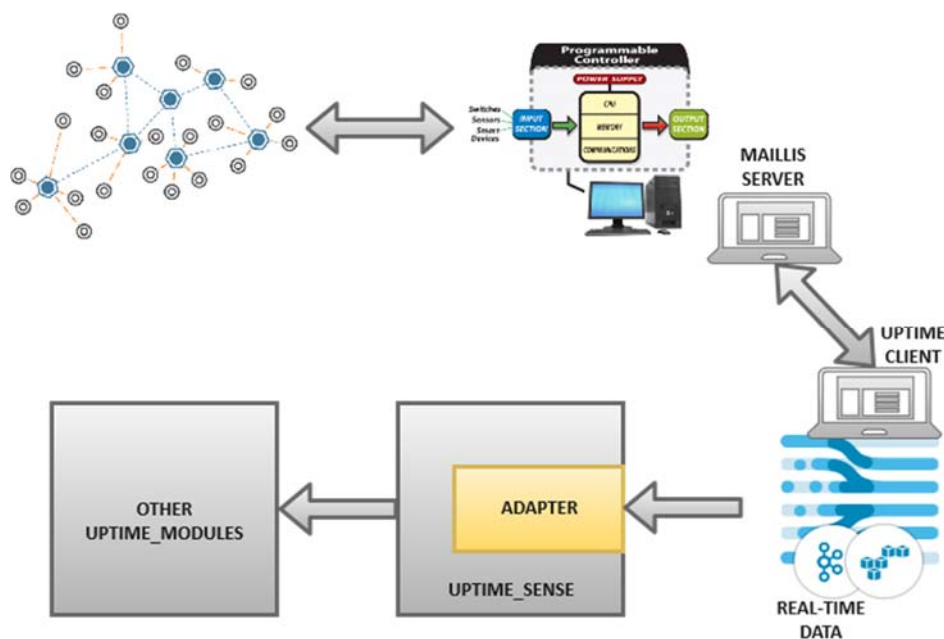 Programmable
Controller
POWER SUPPLY
Switches
Sensors
Smart
Devices
INPUT
SECTION
CPU
MEMORY
COMMUNICATIONS
OUTPUT
SECTION
MAILLIS
SERVER
UPTIME
CLIENT
OTHER
UPTIME_MODULES
ADAPTER
UPTIME_SENSE
REAL-TIME
DATA